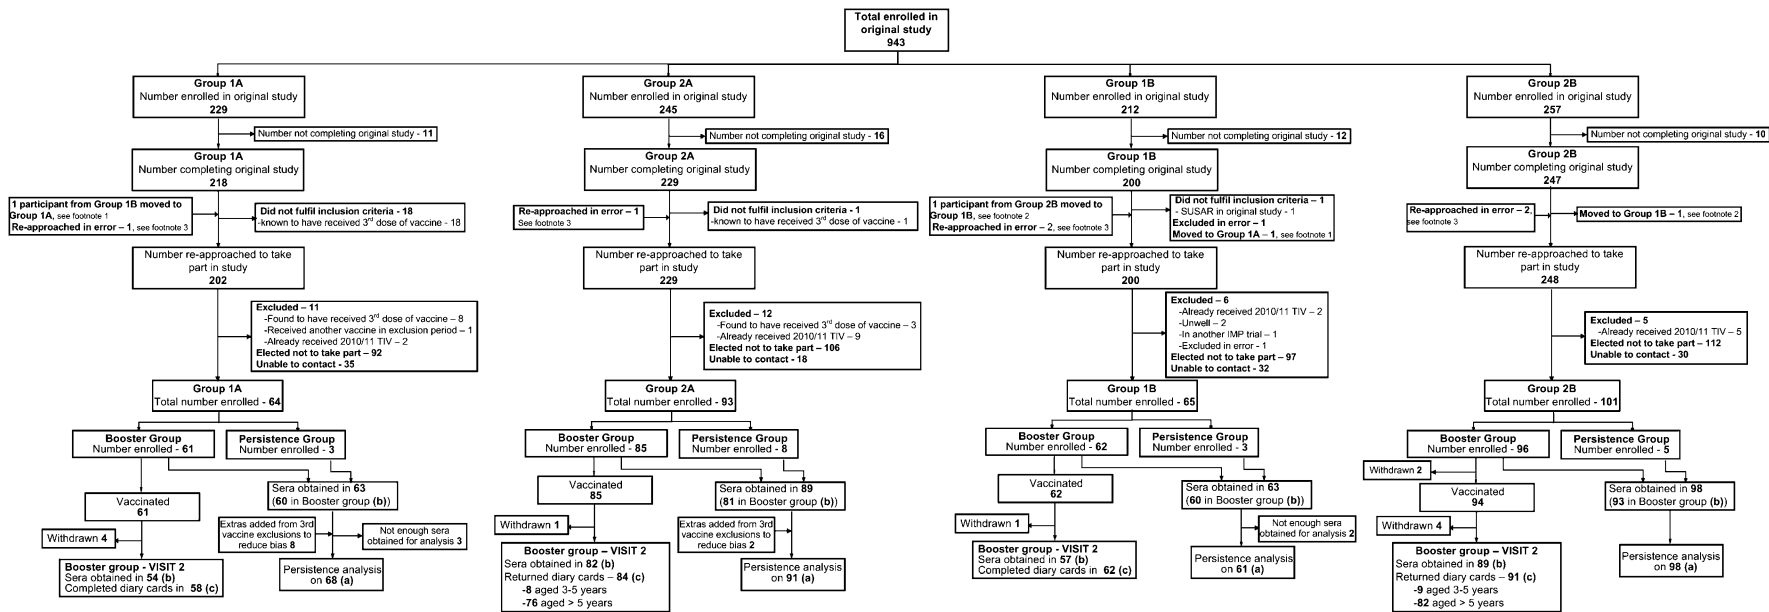 Total enrolled in
original study
943
Group 1A
Number enrolled in original study
229
Number not completing original study - 11
Group 1A
Number completing original study
218
1 participant from Group 1B moved to
Group 1A, see footnote 1
Re-approached in error – 1, see footnote 3
Did not fulfil inclusion criteria - 18
-known to have received 3rd dose of vaccine - 18
Number re-approached to take
part in study
202
Excluded – 11
-Found to have received 3rd dose of vaccine – 8
-Received another vaccine in exclusion period – 1
-Already received 2010/11 TIV – 2
Elected not to take part – 92
Unable to contact - 35
Group 1A
Total number enrolled - 64
Booster Group
Number enrolled - 61
Persistence Group
Number enrolled - 3
Vaccinated
61
Sera obtained in 63
(60 in Booster group (b))
Withdrawn 4
Extras added from 3rd
vaccine exclusions to
reduce bias 8
Not enough sera
obtained for analysis 3
Booster group - VISIT 2
Sera obtained in 54 (b)
Completed diary cards in 58 (c)
Persistence analysis
on 68 (a)
Group 2A
Number enrolled in original study
245
Number not completing original study - 16
Group 2A
Number completing original study
229
Re-approached in error – 1
See footnote 3
Did not fulfil inclusion criteria - 1
-known to have received 3rd dose of vaccine - 1
Number re-approached to take
part in study
229
Excluded – 12
-Found to have received 3rd dose of vaccine – 3
-Already received 2010/11 TIV – 9
Elected not to take part – 106
Unable to contact - 18
Group 2A
Total number enrolled - 93
Booster Group
Number enrolled - 85
Persistence Group
Number enrolled - 8
Vaccinated
85
Sera obtained in 89
(81 in Booster group (b))
Withdrawn 1
Extras added from 3rd
vaccine exclusions to
reduce bias 2
Booster group – VISIT 2
Sera obtained in 82 (b)
Returned diary cards – 84 (c)
-8 aged 3-5 years
-76 aged > 5 years
Persistence analysis
on 91 (a)
Group 1B
Number enrolled in original study
212
Number not completing original study - 12
Group 1B
Number completing original study
200
1 participant from Group 2B moved to
Group 1B, see footnote 2
Re-approached in error – 2, see footnote 3
Did not fulfil inclusion criteria – 1
- SUSAR in original study - 1
Excluded in error – 1
Moved to Group 1A – 1, see footnote 1
Number re-approached to take
part in study
200
Excluded – 6
-Already received 2010/11 TIV – 2
-Unwell – 2
-In another IMP trial – 1
-Excluded in error - 1
Elected not to take part – 97
Unable to contact - 32
Group 1B
Total number enrolled - 65
Booster Group
Number enrolled - 62
Persistence Group
Number enrolled - 3
Vaccinated
62
Sera obtained in 63
(60 in Booster group (b))
Withdrawn 1
Not enough sera
obtained for analysis 2
Booster group - VISIT 2
Sera obtained in 57 (b)
Completed diary cards in 62 (c)
Persistence analysis
on 61 (a)
Group 2B
Number enrolled in original study
257
Number not completing original study - 10
Group 2B
Number completing original study
247
Re-approached in error – 2,
see footnote 3
Moved to Group 1B – 1, see footnote 2
Number re-approached to take
part in study
248
Excluded – 5
-Already received 2010/11 TIV – 5
Elected not to take part – 112
Unable to contact - 30
Group 2B
Total number enrolled - 101
Booster Group
Number enrolled - 96
Persistence Group
Number enrolled - 5
Withdrawn 2
Vaccinated
94
Sera obtained in 98
(93 in Booster group (b))
Withdrawn 4
Booster group – VISIT 2
Sera obtained in 89 (b)
Returned diary cards – 91 (c)
-9 aged 3-5 years
-82 aged > 5 years
Persistence analysis
on 98 (a)